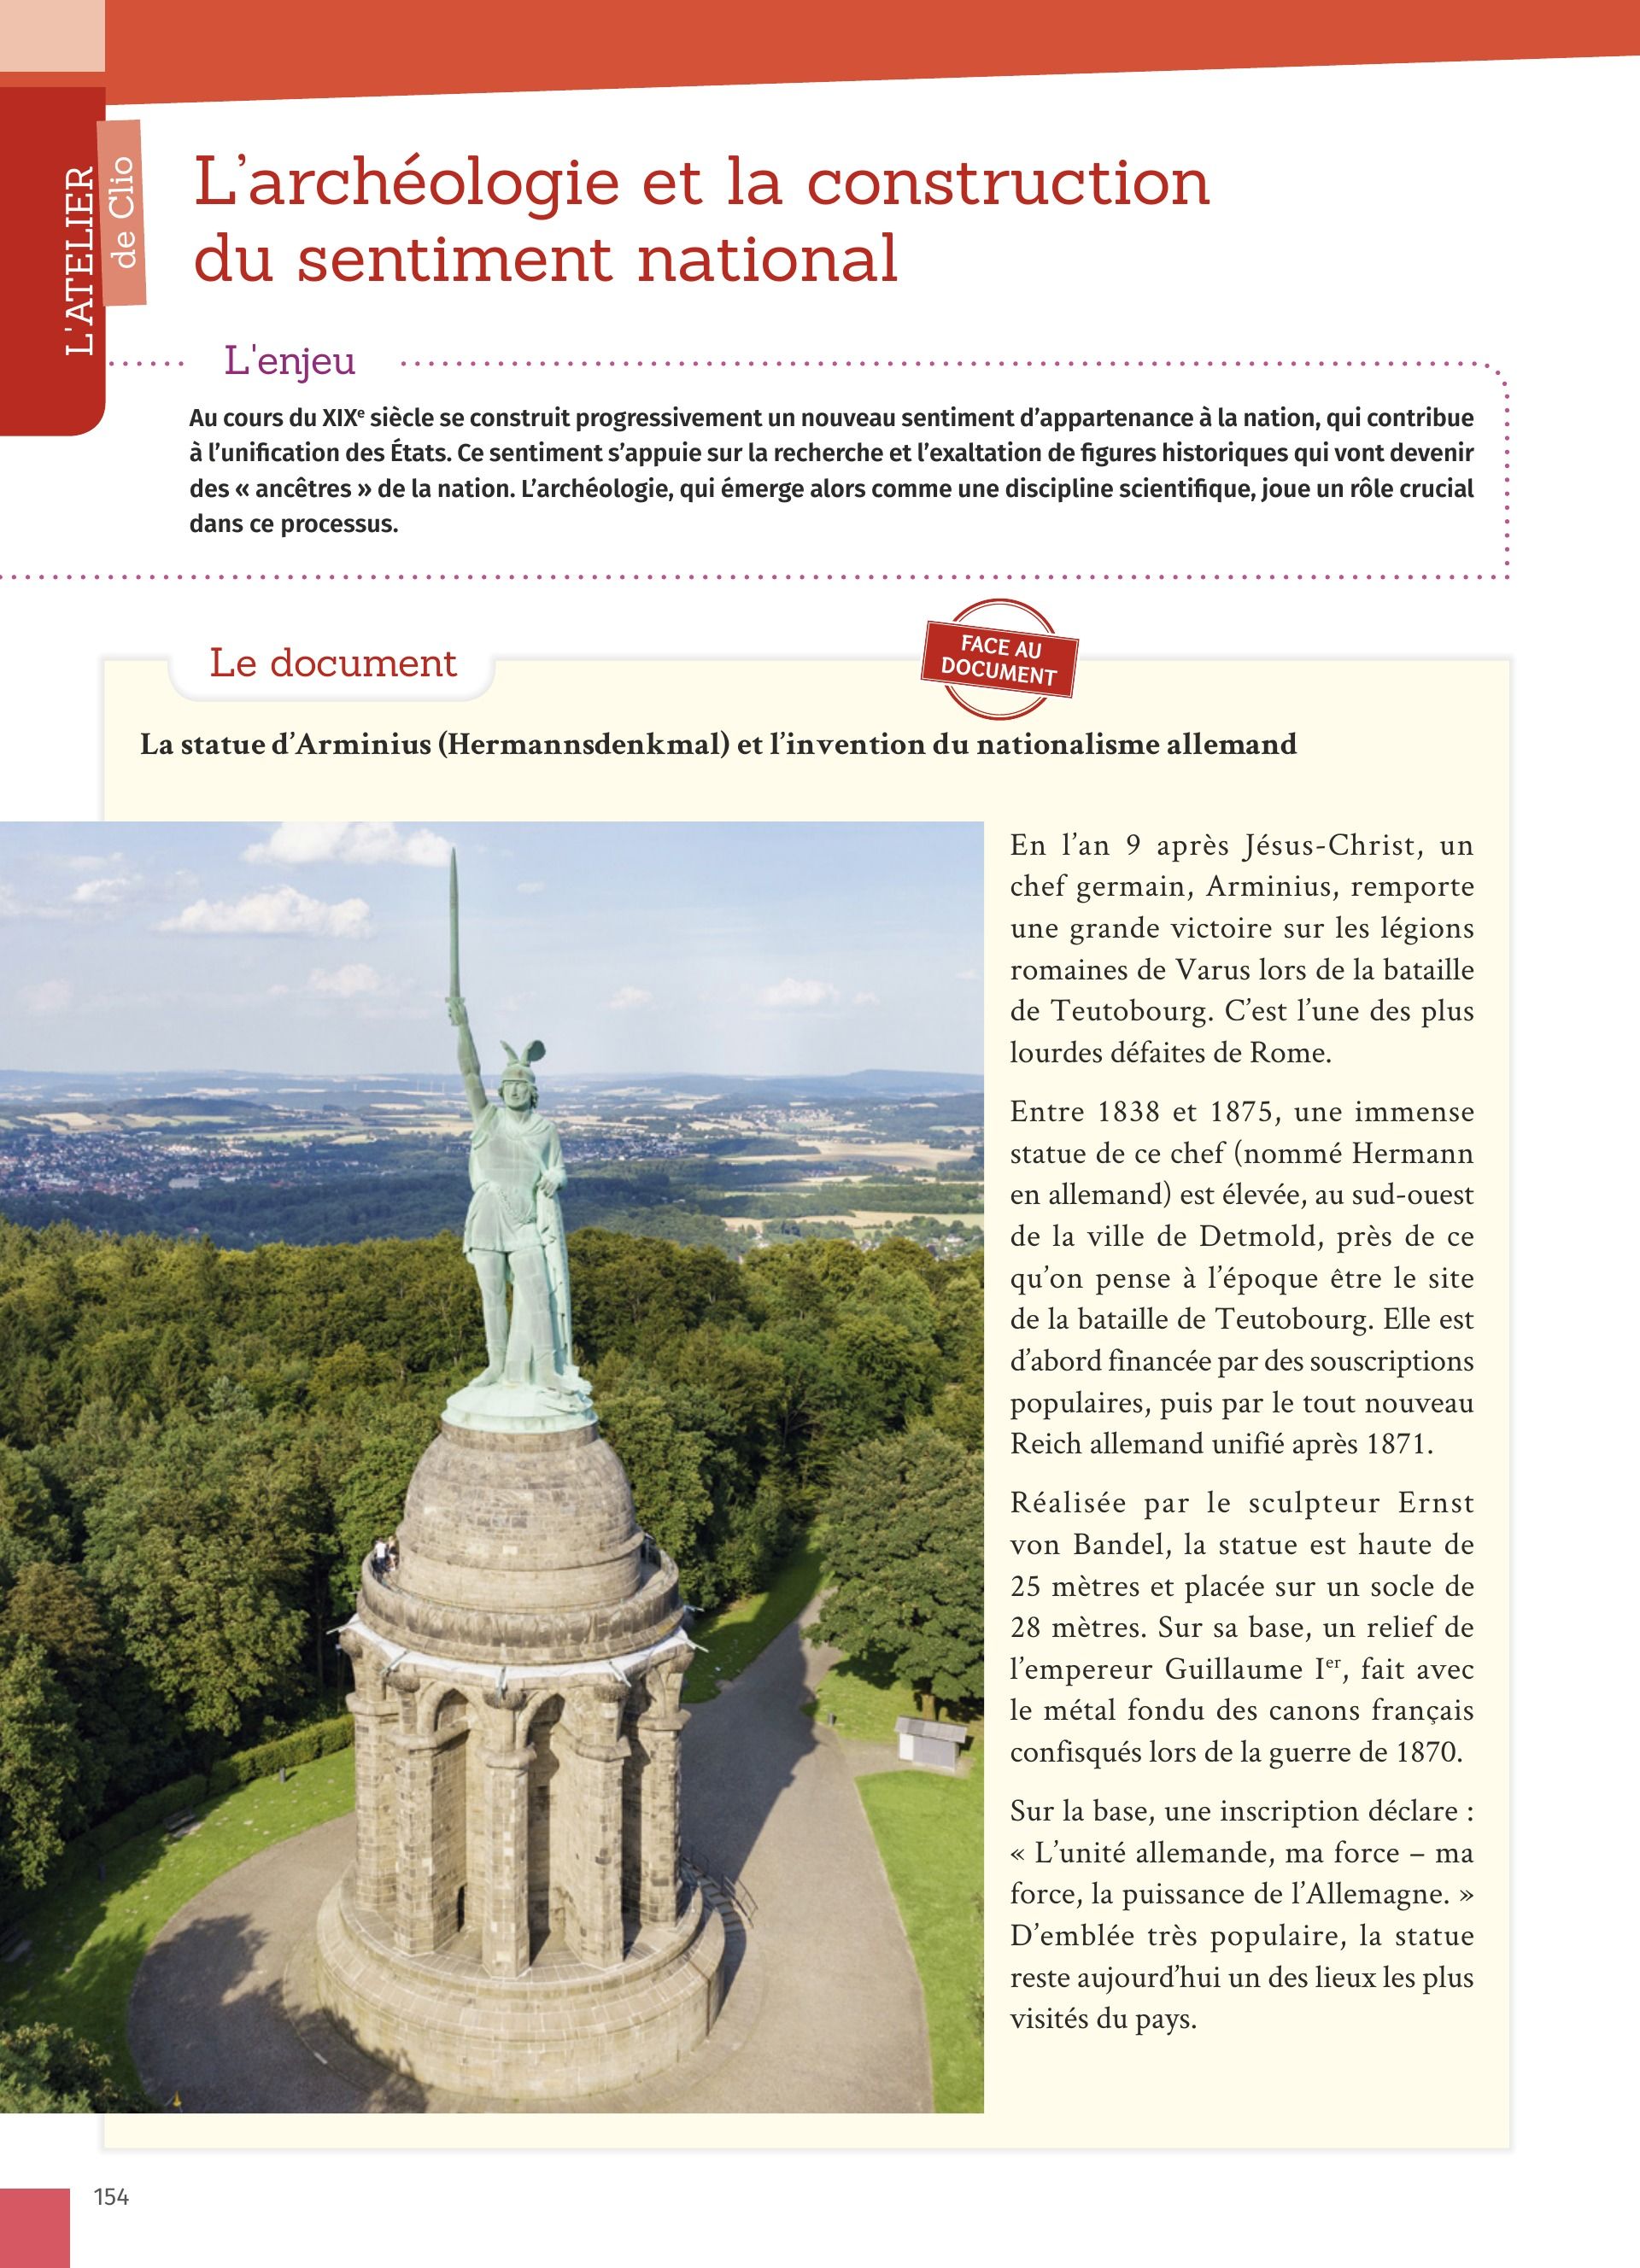 L'ATELIER
de Clio
L’archéologie et la construction
du sentiment national
L'enjeu
Au cours du XIXe siècle se construit progressivement un nouveau sentiment d’appartenance à la nation, qui contribue
à l’unification des États. Ce sentiment s’appuie sur la recherche et l’exaltation de figures historiques qui vont devenir
des « ancêtres » de la nation. L’archéologie, qui émerge alors comme une discipline scientifique, joue un rôle crucial
dans ce processus.
Le document
FACE AU
DOCUMENT
La statue d’Arminius (Hermannsdenkmal) et l’invention du nationalisme allemand
En l’an 9 après Jésus-Christ, un
chef germain, Arminius, remporte
une grande victoire sur les légions
romaines de Varus lors de la bataille
de Teutobourg. C’est l’une des plus
lourdes défaites de Rome.
Entre 1838 et 1875, une immense
statue de ce chef (nommé Hermann
en allemand) est élevée, au sud-ouest
de la ville de Detmold, près de ce
qu’on pense à l’époque être le site
de la bataille de Teutobourg. Elle est
d’abord financée par des souscriptions
populaires, puis par le tout nouveau
Reich allemand unifié après 1871.
Réalisée par le sculpteur Ernst
von Bandel, la statue est haute de
25 mètres et placée sur un socle de
28 mètres. Sur sa base, un relief de
l’empereur Guillaume Ier, fait avec
le métal fondu des canons français
confisqués lors de la guerre de 1870.
Sur la base, une inscription déclare :
« L’unité allemande, ma force – ma
force, la puissance de l’Allemagne. »
D’emblée très populaire, la statue
reste aujourd’hui un des lieux les plus
visités du pays.
154